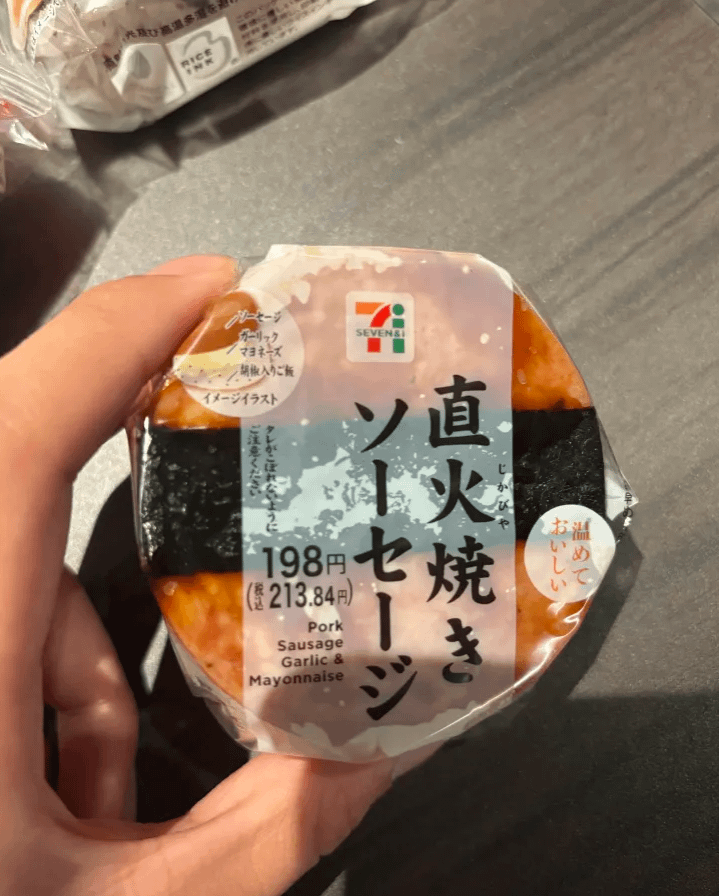 RICE
INK
SEVEN&i
ソーセージ
ガーリック
マヨネーズ
胡椒入りご飯
イメージイラスト
直火焼き
じかびや
ソーセージ
タレがこぼれないように
ご注意ください
198円
(税込213.84円)
Pork
Sausage
Garlic &
Mayonnaise
温めて
おいしい